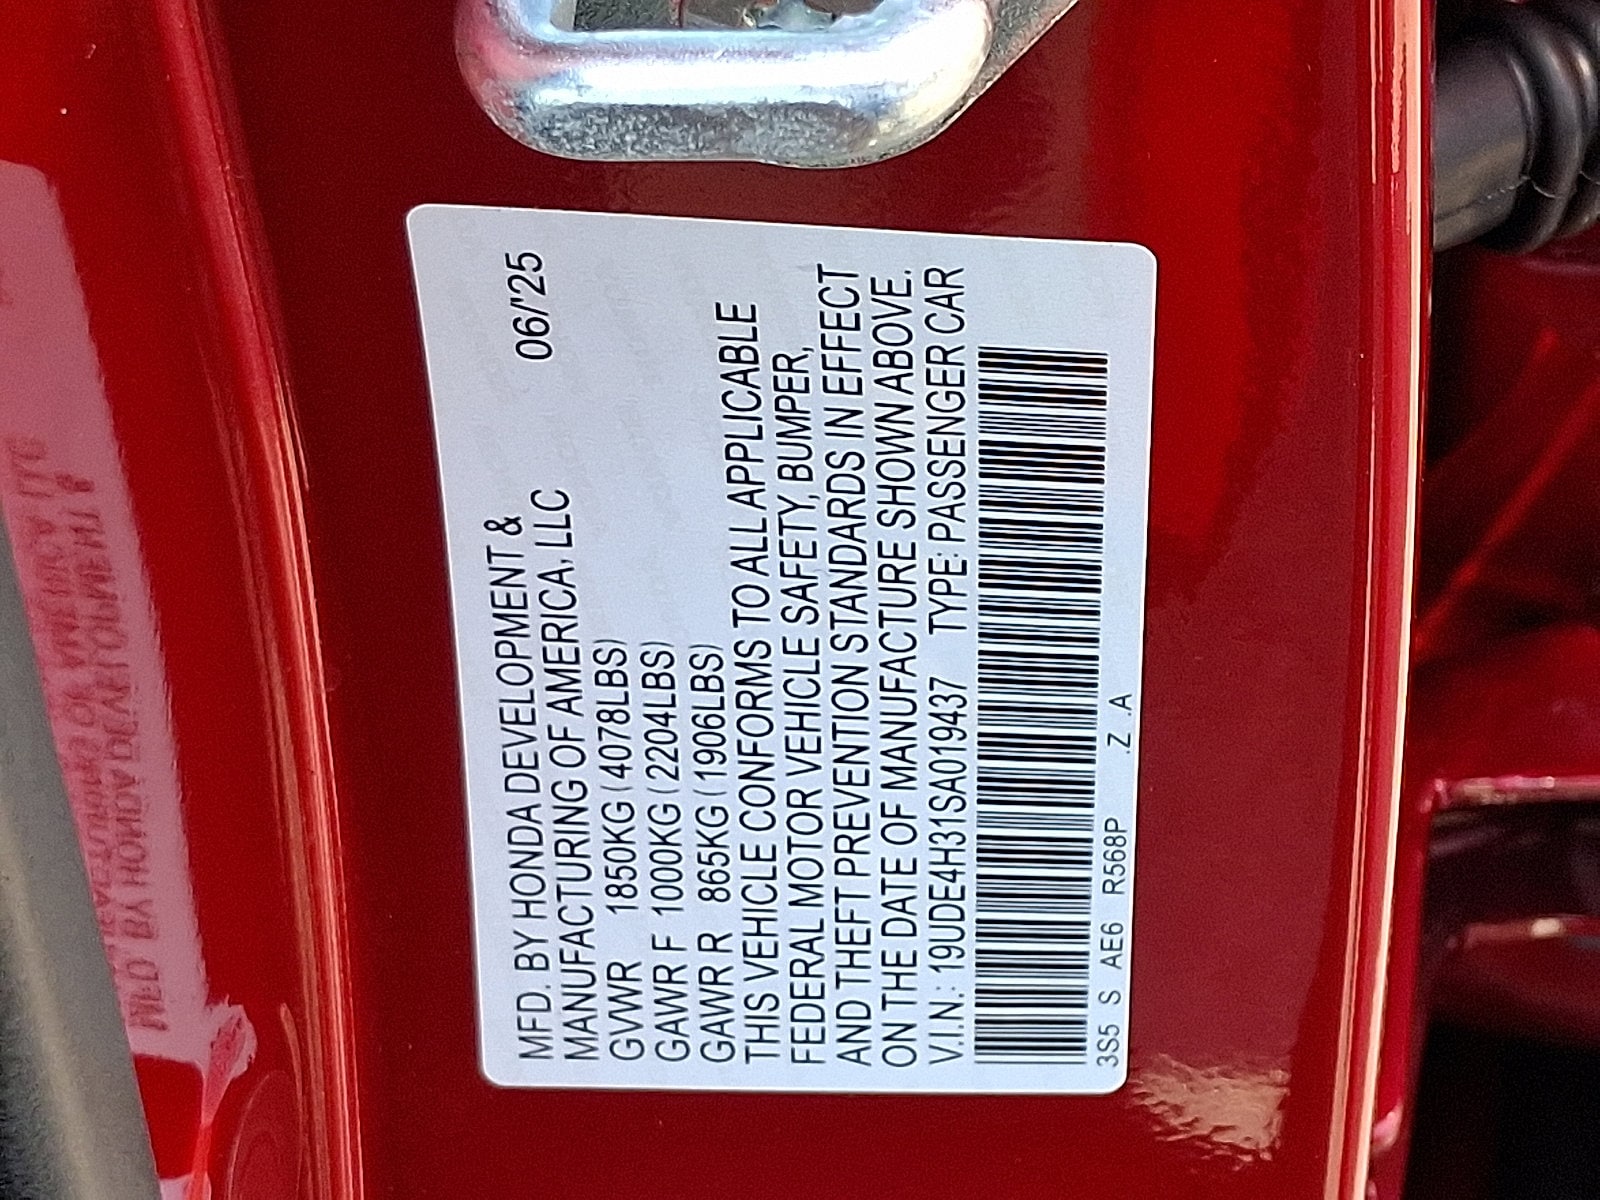 MFD. BY HONDA DEVELOPMENT & 06/'25
MANUFACTURING OF AMERICA, LLC
GVWR 1850KG (4078LBS)
GAWR F 1000KG (2204LBS)
GAWR R 865KG (1906LBS)
THIS VEHICLE CONFORMS TO ALL APPLICABLE
FEDERAL MOTOR VEHICLE SAFETY, BUMPER,
AND THEFT PREVENTION STANDARDS IN EFFECT
ON THE DATE OF MANUFACTURE SHOWN ABOVE.
V.I.N.: 19UDE4H31SA019437 TYPE: PASSENGER CAR
3S5 S AE6 R568P .Z .A